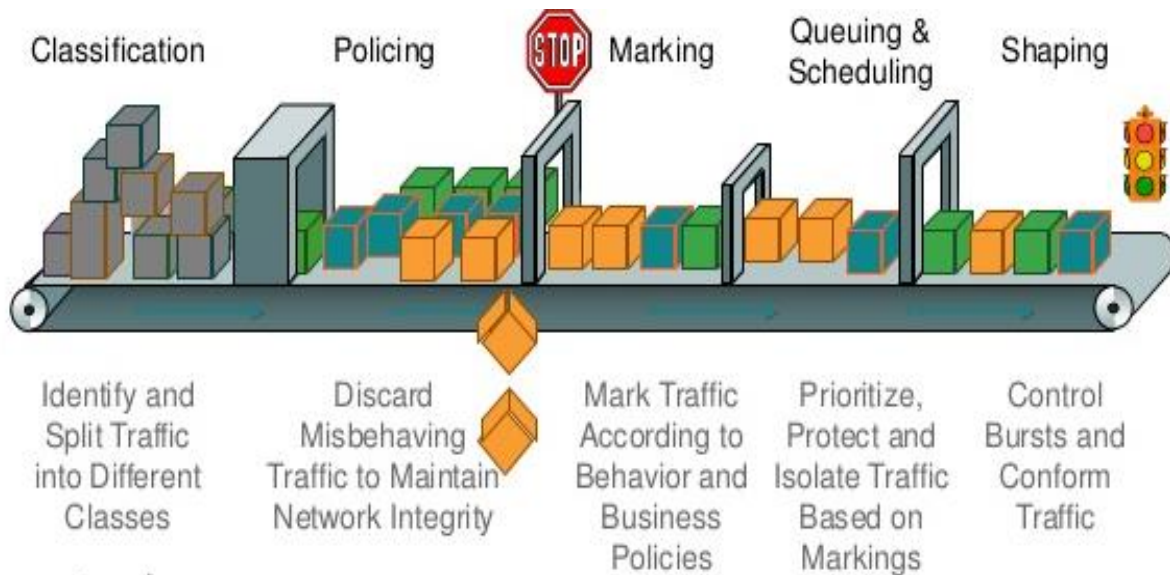 Classification
Policing
STOP
Marking
Queuing &
Scheduling
Shaping
Identify and
Split Traffic
into Different
Classes
Discard
Misbehaving
Traffic to Maintain
Network Integrity
Mark Traffic
According to
Behavior and
Business
Policies
Prioritize,
Protect and
Isolate Traffic
Based on
Markings
Control
Bursts and
Conform
Traffic